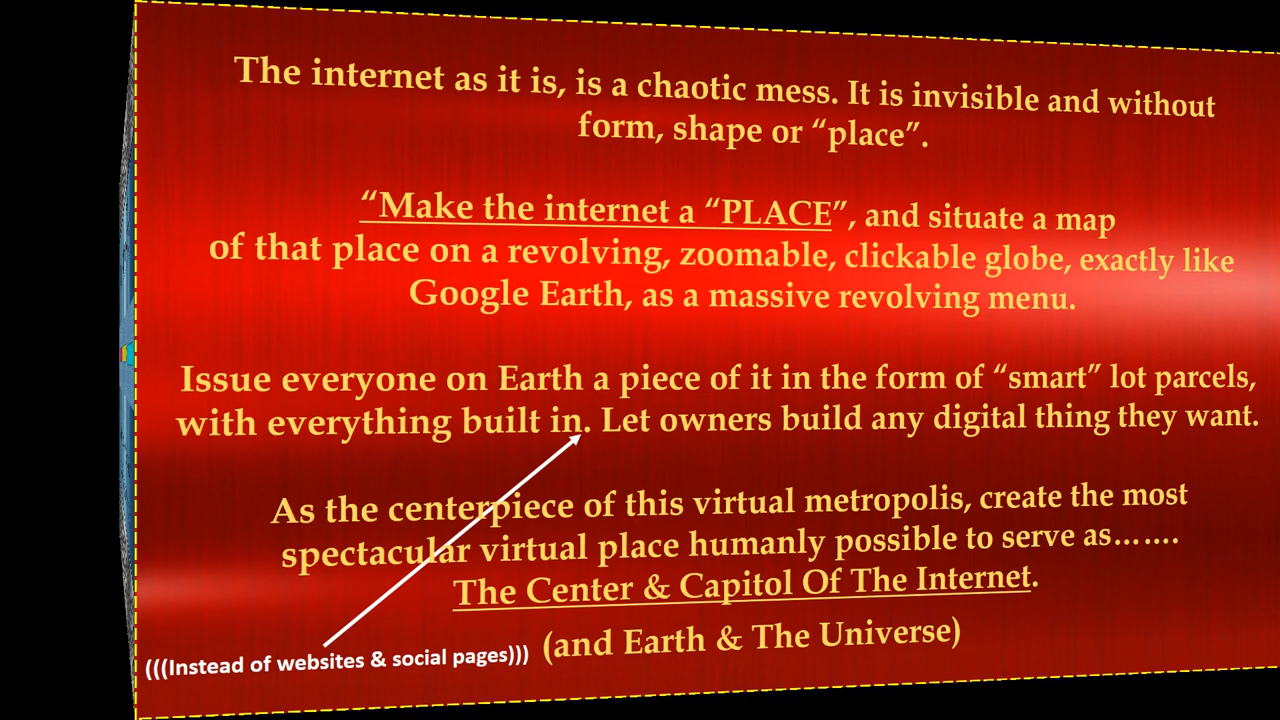 The internet as it is, is a chaotic mess. It is invisible and without
form, shape or “place”.
“Make the internet a “PLACE”, and situate a map
of that place on a revolving, zoomable, clickable globe, exactly like
Google Earth, as a massive revolving menu.
Issue everyone on Earth a piece of it in the form of “smart” lot parcels,
with everything built in. Let owners build any digital thing they want.
As the centerpiece of this virtual metropolis, create the most
spectacular virtual place humanly possible to serve as…….
The Center & Capitol Of The Internet.
(and Earth & The Universe)
(((Instead of websites & social pages)))